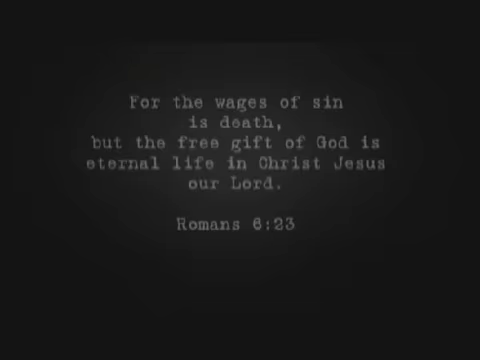 For the wages of sin
is death,
but the free gift of God is
eternal life in Christ Jesus
our Lord.
Romans 6:23